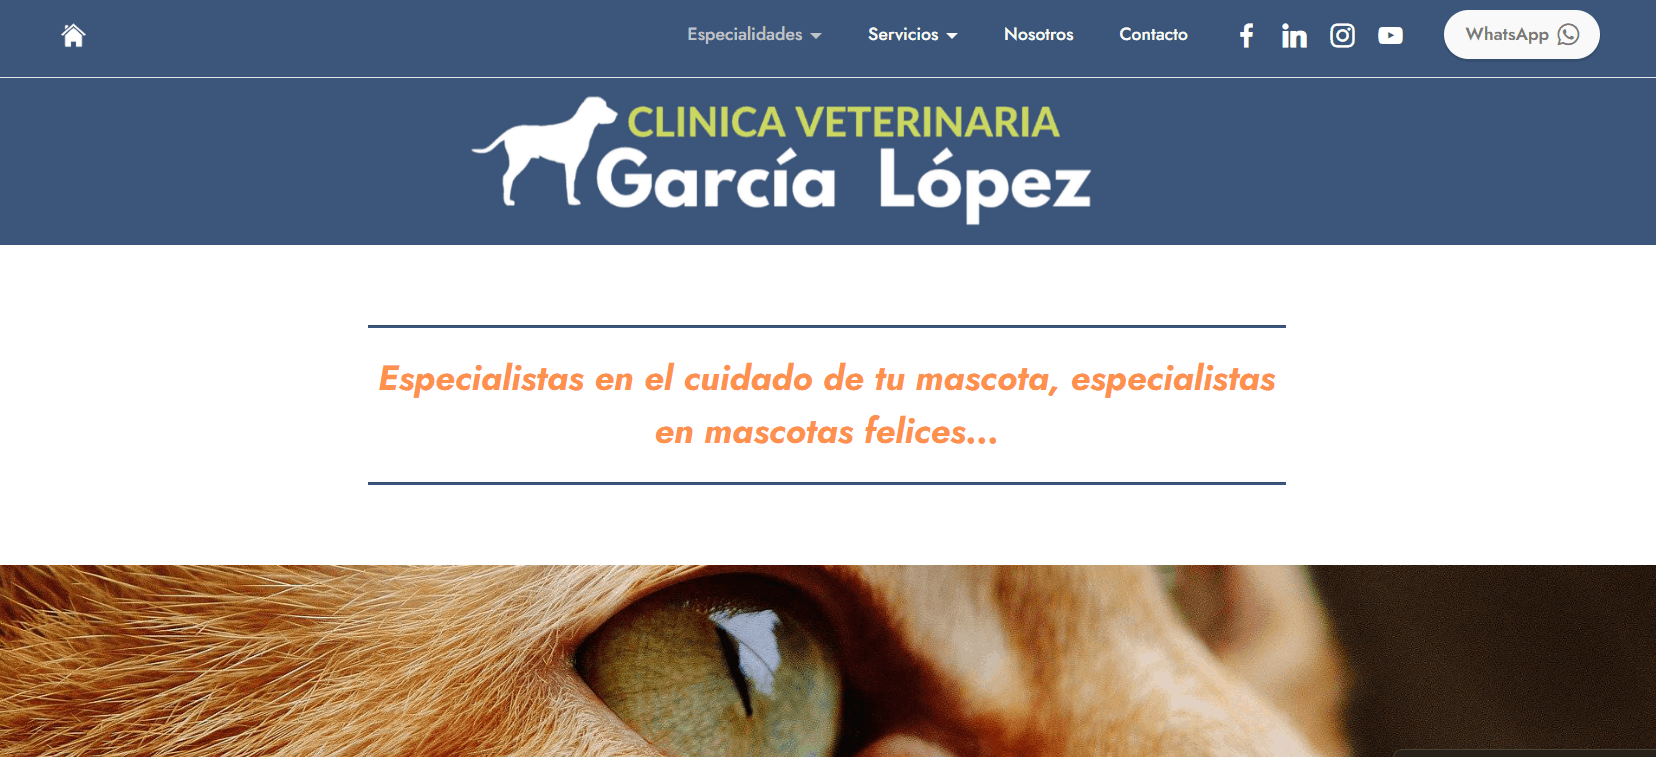 Especialidades Servicios Nosotros Contacto WhatsApp
CLINICA VETERINARIA
García López
Especialistas en el cuidado de tu mascota, especialistas
en mascotas felices...